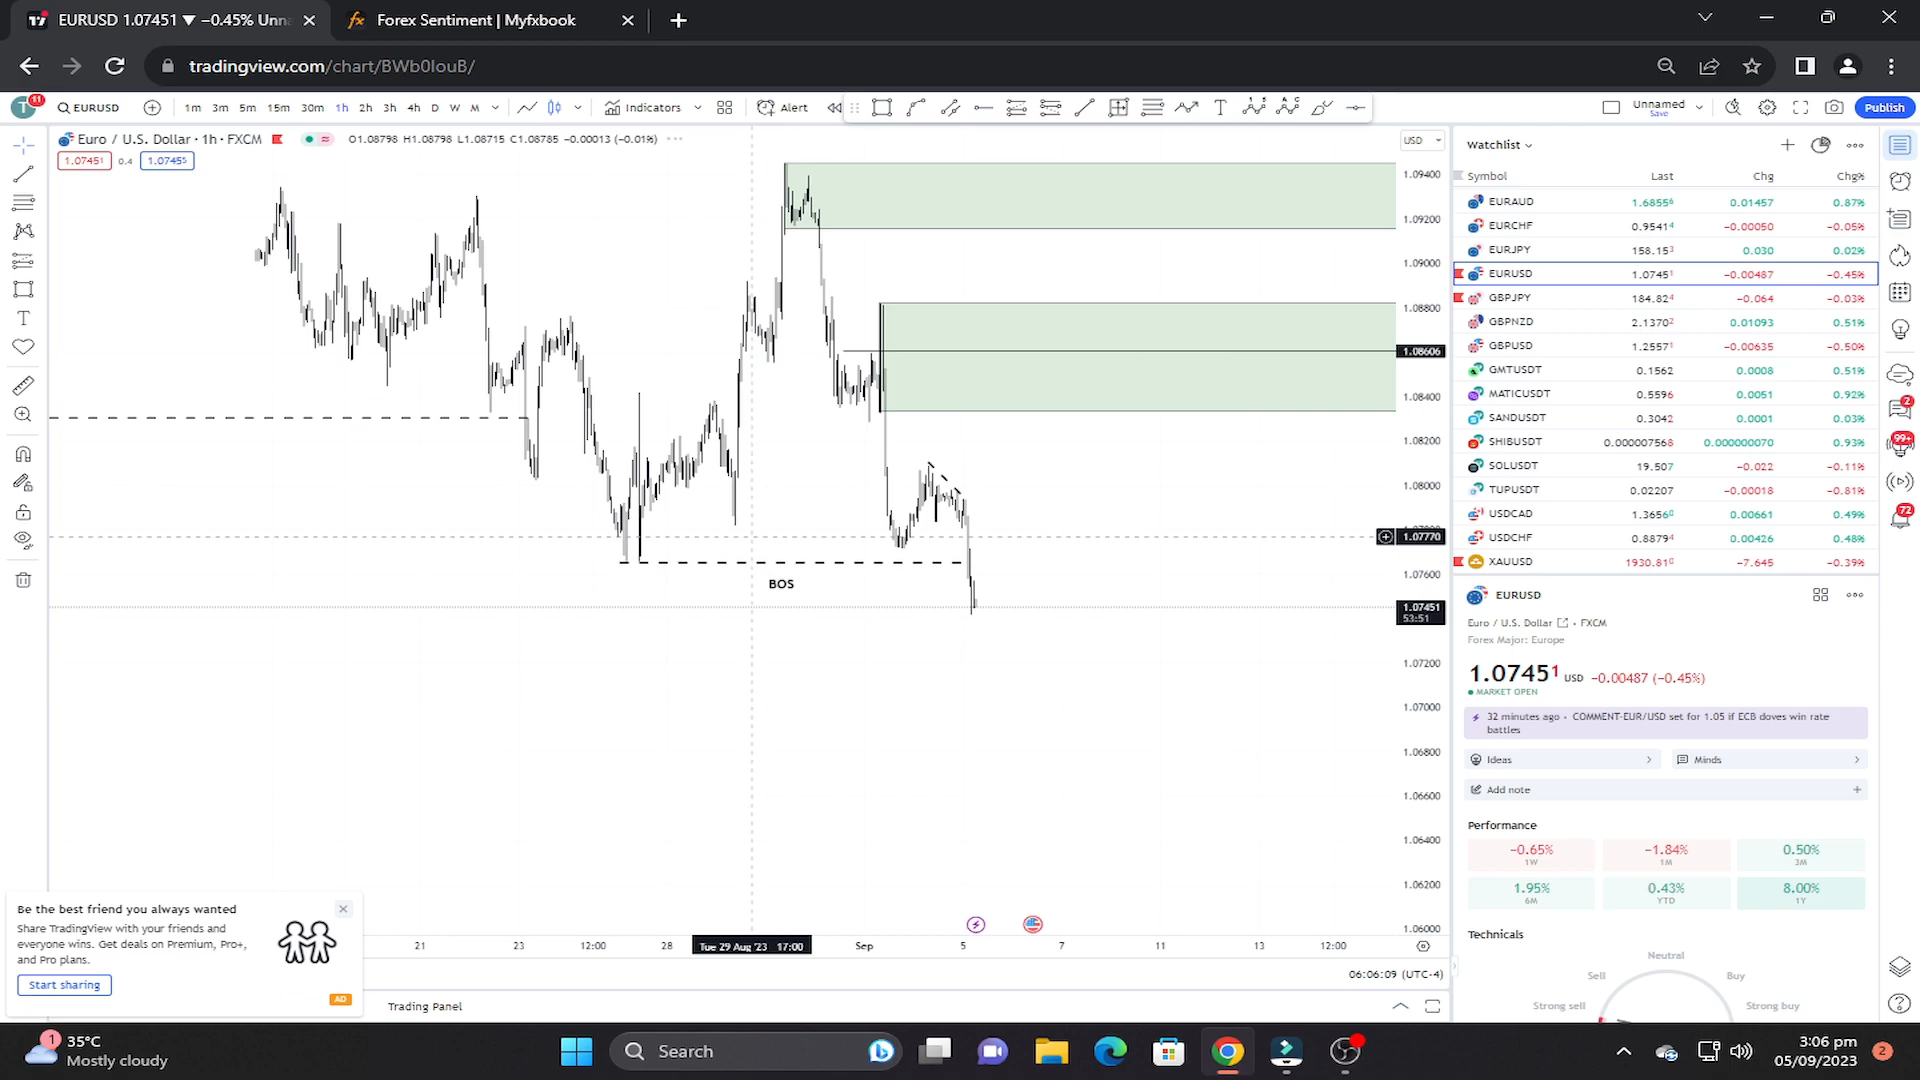 EURUSD 1.07451 ▼ −0.45% Unna
Forex Sentiment | Myfxbook
tradingview.com/chart/BWb0IouB/
T 11 EURUSD 1m 3m 5m 15m 30m 1h 2h 3h 4h D W M Indicators Alert Unnamed Save Publish
Euro / U.S. Dollar · 1h · FXCM O1.08798 H1.08798 L1.08715 C1.08785 −0.00013 (−0.01%)
1.07451 0.4 1.07455
USD
1.09400
1.09200
1.09000
1.08800
1.08606
1.08400
1.08200
1.08000
1.07770
1.07600
BOS
1.07451
53:51
1.07200
1.07000
1.06800
1.06600
1.06400
1.06200
1.06000
21 23 12:00 28 Tue 29 Aug '23 17:00 Sep 5 7 11 13 12:00
06:06:09 (UTC-4)
Trading Panel
Be the best friend you always wanted
Share TradingView with your friends and
everyone wins. Get deals on Premium, Pro+,
and Pro plans.
Start sharing
AD
Watchlist
Symbol Last Chg Chg%
EURAUD 1.68556 0.01457 0.87%
EURCHF 0.95414 −0.00050 −0.05%
EURJPY 158.153 0.030 0.02%
EURUSD 1.07451 −0.00487 −0.45%
GBPJPY 184.824 −0.064 −0.03%
GBPNZD 2.13702 0.01093 0.51%
GBPUSD 1.25571 −0.00635 −0.50%
GMTUSDT 0.1562 0.0008 0.51%
MATICUSDT 0.5596 0.0051 0.92%
SANDUSDT 0.3042 0.0001 0.03%
SHIBUSDT 0.000007568 0.000000070 0.93%
SOLUSDT 19.507 −0.022 −0.11%
TUPUSDT 0.02207 −0.00018 −0.81%
USDCAD 1.36560 0.00661 0.49%
USDCHF 0.88794 0.00426 0.48%
XAUUSD 1930.810 −7.645 −0.39%
EURUSD
Euro / U.S. Dollar · FXCM
Forex Major: Europe
1.07451 USD −0.00487 (−0.45%)
MARKET OPEN
32 minutes ago · COMMENT-EUR/USD set for 1.05 if ECB doves win rate
battles
Ideas Minds
Add note
Performance
−0.65% −1.84% 0.50%
1W 1M 3M
1.95% 0.43% 8.00%
6M YTD 1Y
Technicals
Neutral
Sell Buy
Strong sell Strong buy
2
99+
72
1 35°C
Mostly cloudy
Search
3:06 pm
05/09/2023
2